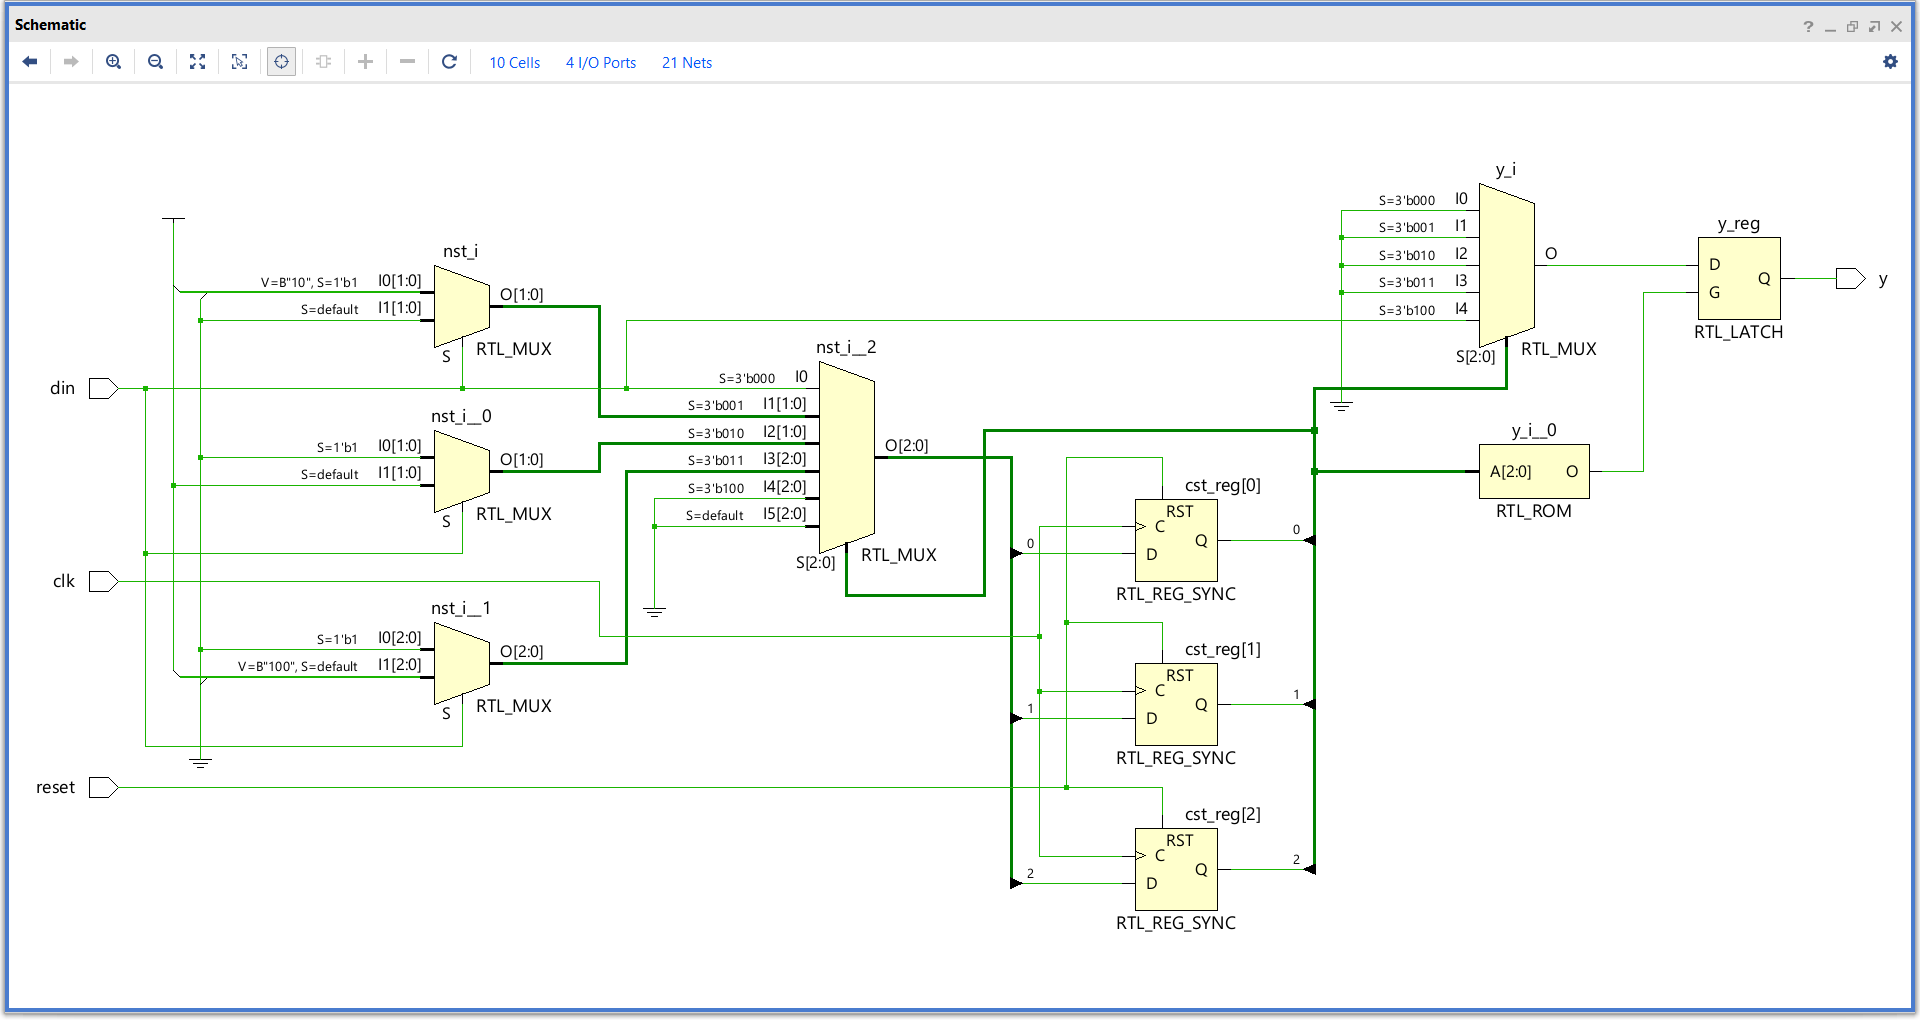 Schematic
10 Cells 4 I/O Ports 21 Nets
nst_i
V=B"10", S=1'b1 I0[1:0]
S=default I1[1:0]
O[1:0]
S
RTL_MUX
din
nst_i__0
S=1'b1 I0[1:0]
S=default I1[1:0]
O[1:0]
S
RTL_MUX
clk
nst_i__1
S=1'b1 I0[2:0]
V=B"100", S=default I1[2:0]
O[2:0]
S
RTL_MUX
reset
nst_i__2
S=3'b000 I0
S=3'b001 I1[1:0]
S=3'b010 I2[1:0]
S=3'b011 I3[2:0]
S=3'b100 I4[2:0]
S=default I5[2:0]
O[2:0]
S[2:0]
RTL_MUX
cst_reg[0]
RST
C
D
Q
0
0
RTL_REG_SYNC
cst_reg[1]
RST
C
D
Q
1
1
RTL_REG_SYNC
cst_reg[2]
RST
C
D
Q
2
2
RTL_REG_SYNC
y_i
S=3'b000 I0
S=3'b001 I1
S=3'b010 I2
S=3'b011 I3
S=3'b100 I4
O
S[2:0]
RTL_MUX
y_i__0
A[2:0] O
RTL_ROM
y_reg
D
G
Q
RTL_LATCH
y